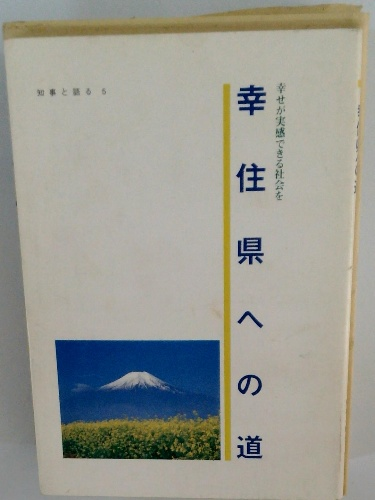 知事と語る 5
幸せが実感できる社会を
幸住県への道